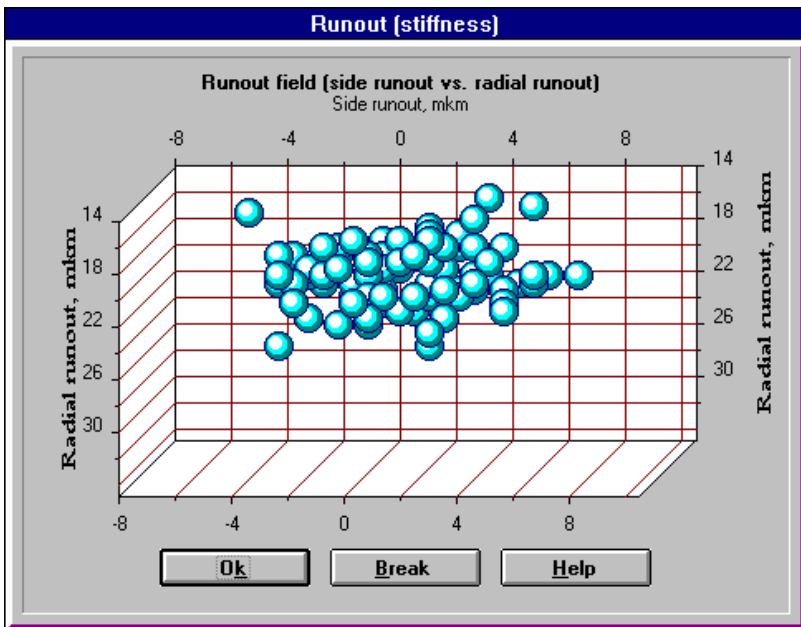 Runout (stiffness)
Runout field (side runout vs. radial runout)
Side runout, mkm
-8 -4 0 4 8
14 18 22 26 30
Radial runout, mkm
14 18 22 26 30
Radial runout, mkm
-8 -4 0 4 8
Ok Break Help